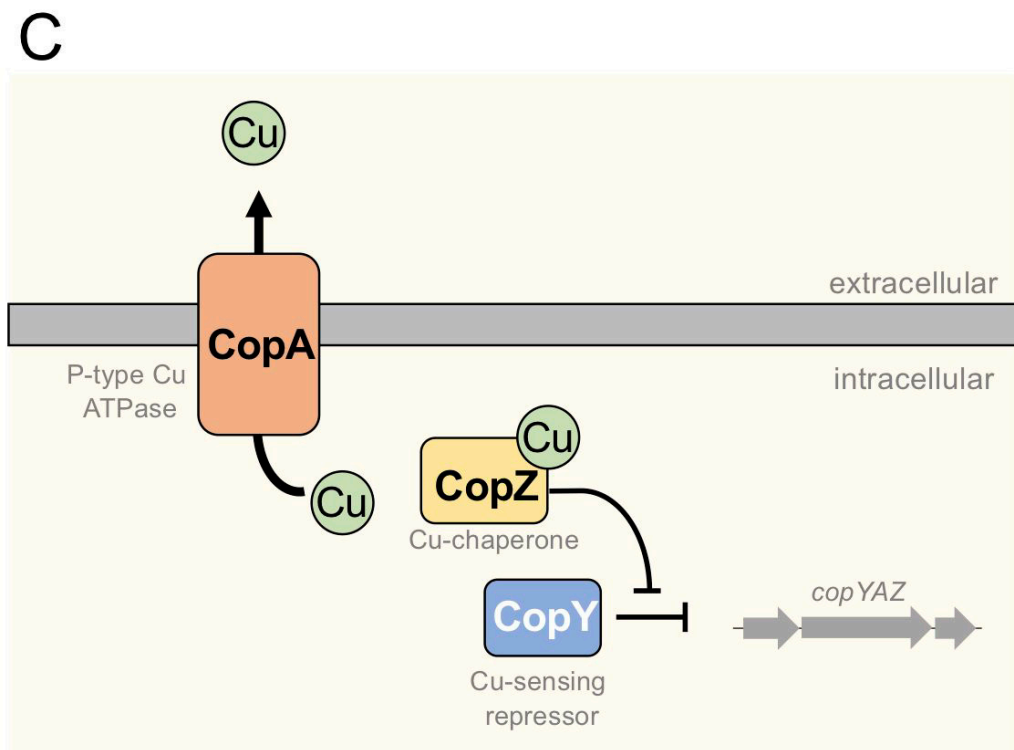 C
Cu
extracellular
CopA
P-type Cu
ATPase
intracellular
Cu
CopZ
Cu
Cu-chaperone
copYAZ
CopY
Cu-sensing
repressor